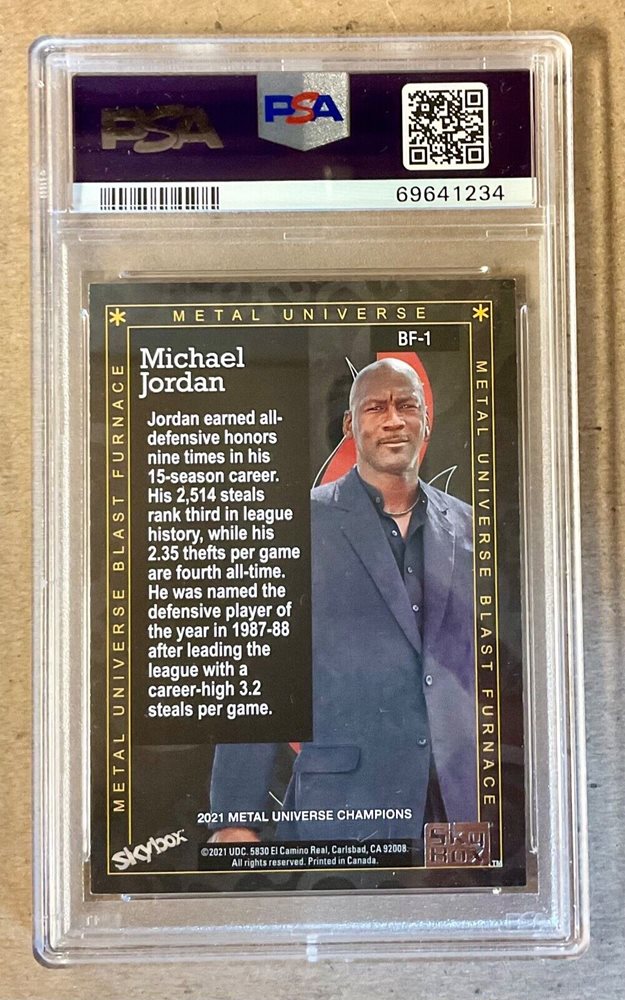 PSA
PSA
69641234
METAL UNIVERSE
BF-1
METAL UNIVERSE BLAST FURNACE
METAL UNIVERSE BLAST FURNACE
Michael
Jordan
Jordan earned all-
defensive honors
nine times in his
15-season career.
His 2,514 steals
rank third in league
history, while his
2.35 thefts per game
are fourth all-time.
He was named the
defensive player of
the year in 1987-88
after leading the
league with a
career-high 3.2
steals per game.
2021 METAL UNIVERSE CHAMPIONS
skybox
©2021 UDC. 5830 El Camino Real, Carlsbad, CA 92008.
All rights reserved. Printed in Canada.
SKY
BOX
TM